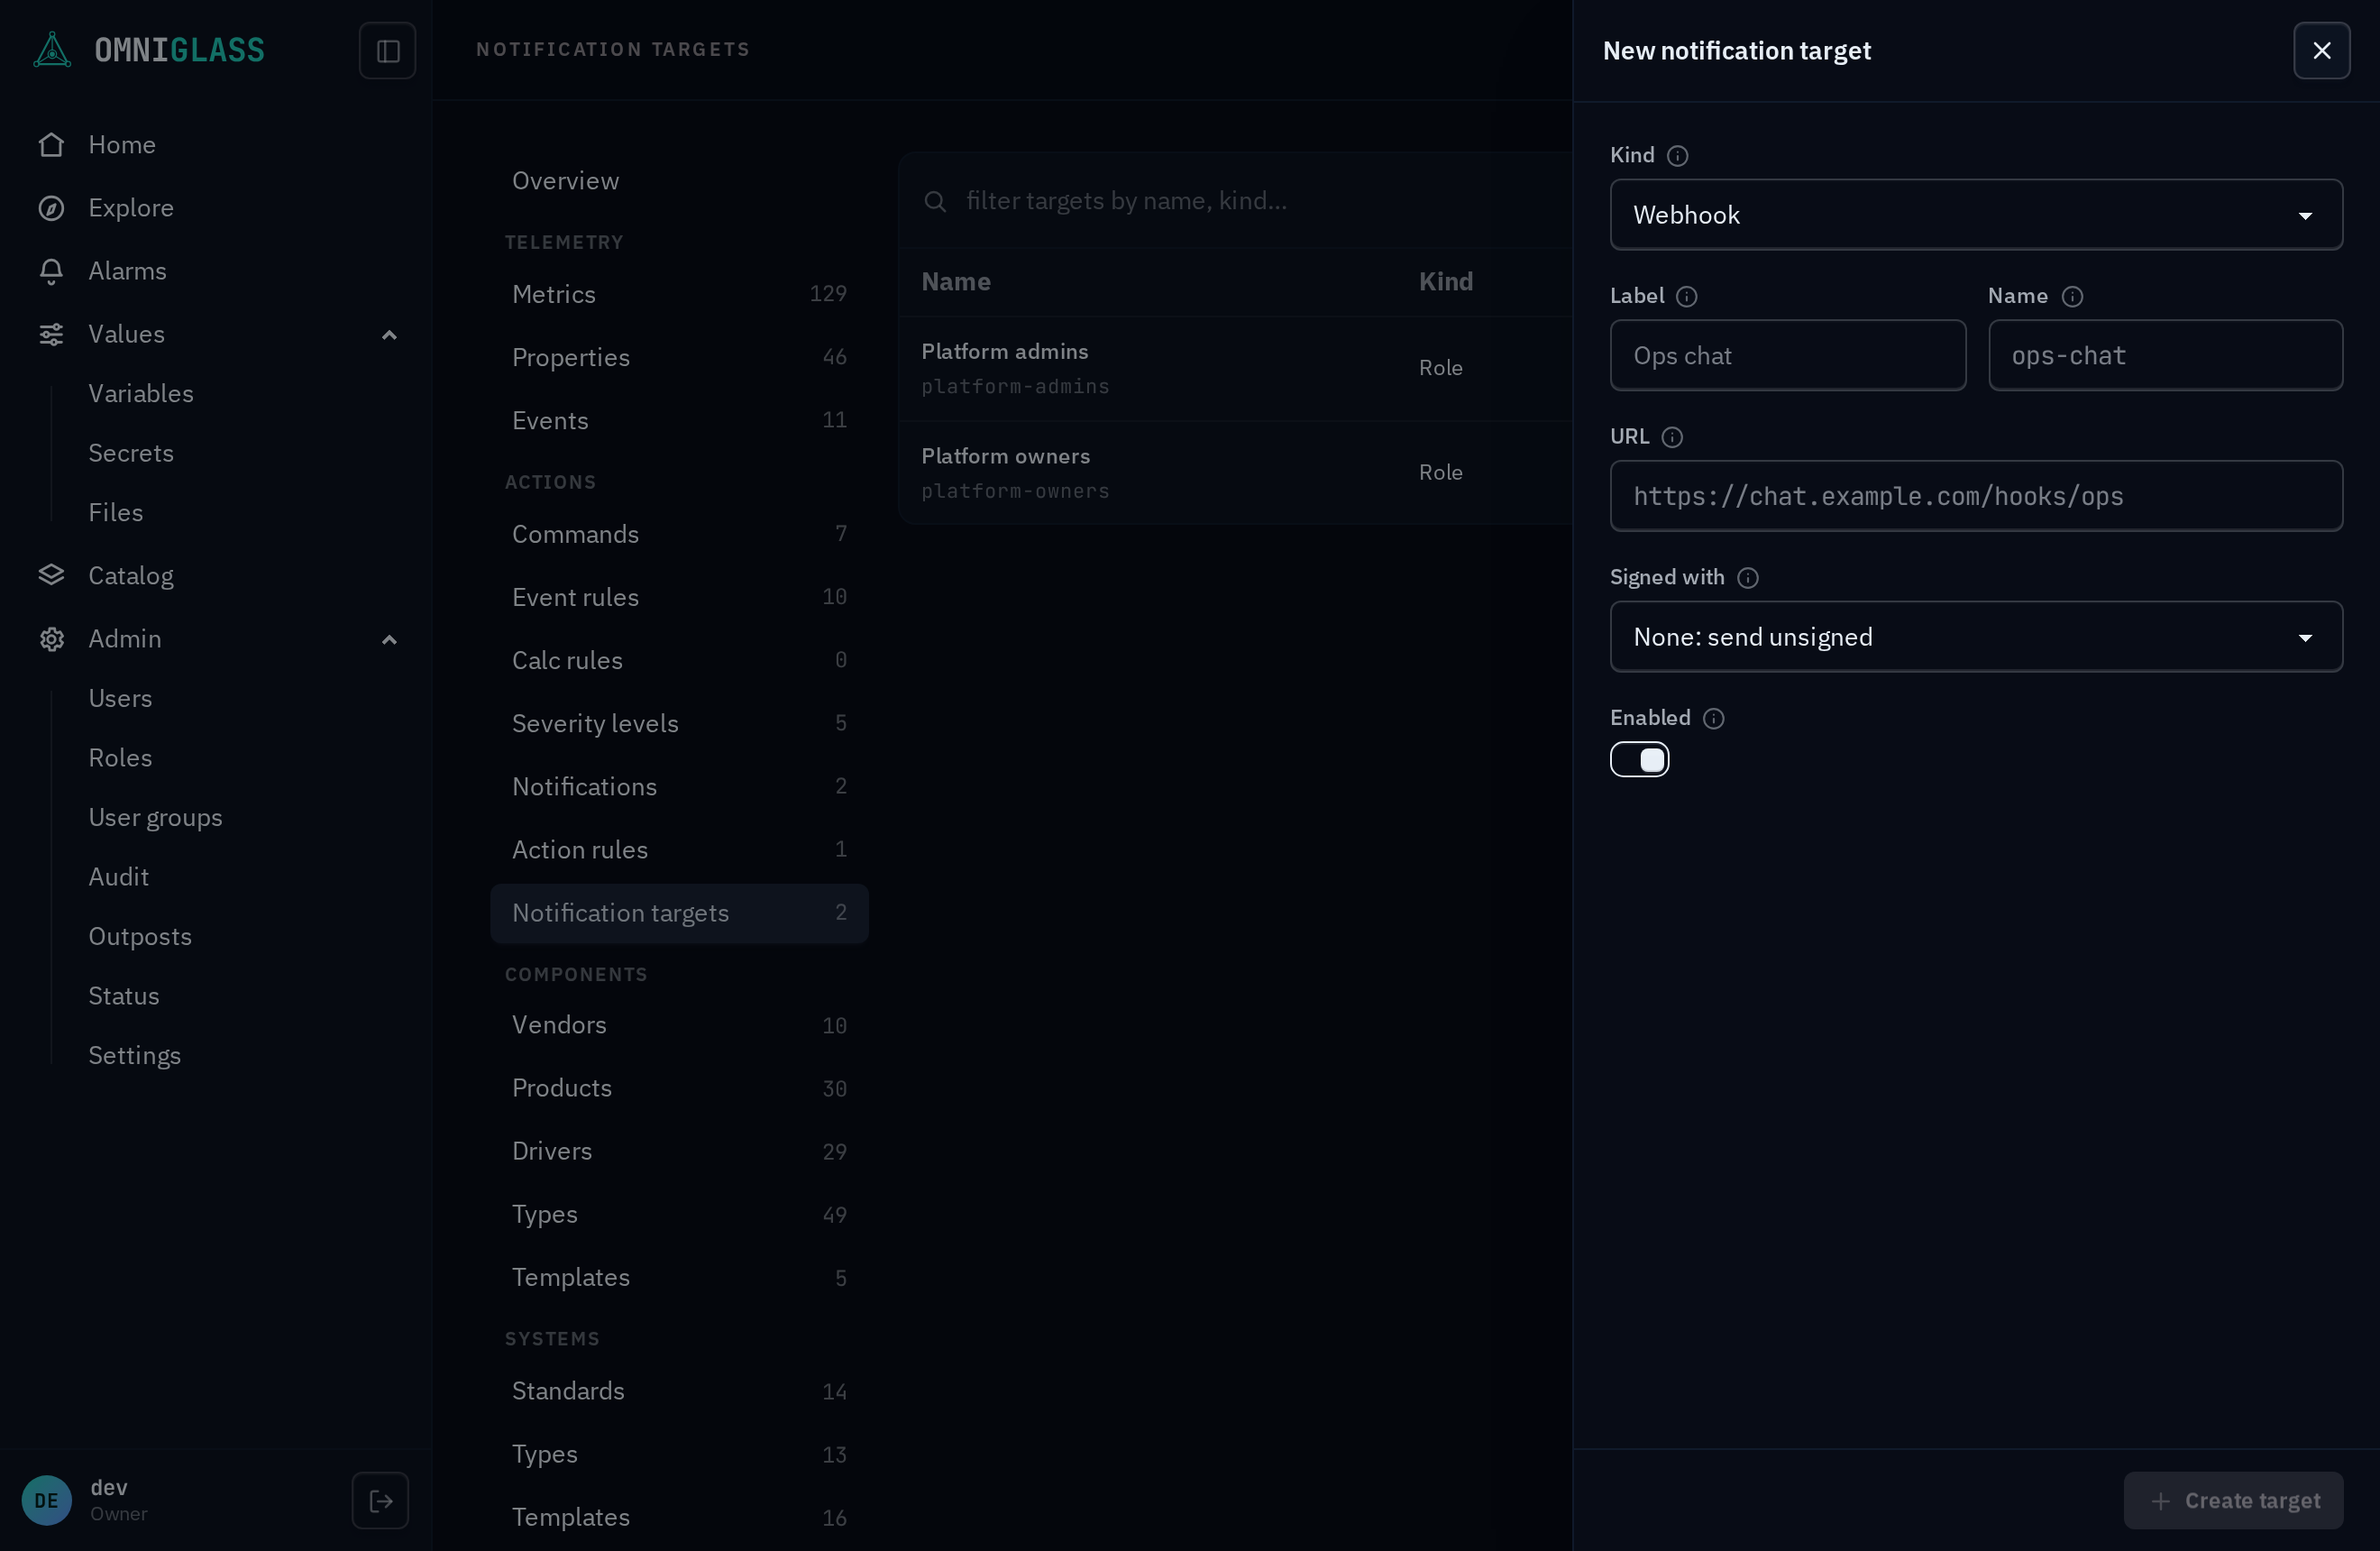 OMNIGLASS
Home
Explore
Alarms
Values
Variables
Secrets
Files
Catalog
Admin
Users
Roles
User groups
Audit
Outposts
Status
Settings
DE
dev
Owner
NOTIFICATION TARGETS
Overview
TELEMETRY
Metrics 129
Properties 46
Events 11
ACTIONS
Commands 7
Event rules 10
Calc rules 0
Severity levels 5
Notifications 2
Action rules 1
Notification targets 2
COMPONENTS
Vendors 10
Products 30
Drivers 29
Types 49
Templates 5
SYSTEMS
Standards 14
Types 13
Templates 16
filter targets by name, kind...
Name Kind
Platform admins Role
platform-admins
Platform owners Role
platform-owners
New notification target
Kind
Webhook
Label Name
Ops chat ops-chat
URL
https://chat.example.com/hooks/ops
Signed with
None: send unsigned
Enabled
Create target